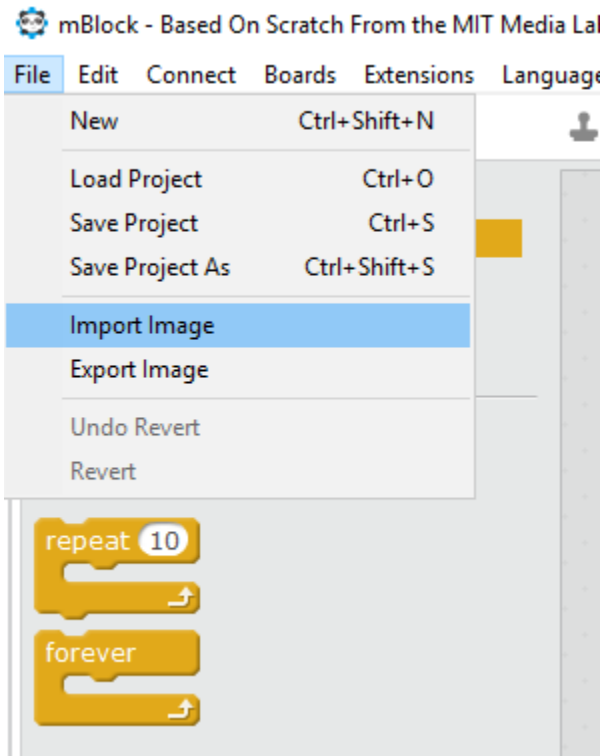 mBlock - Based On Scratch From the MIT Media La
File Edit Connect Boards Extensions Language
New Ctrl+Shift+N
Load Project Ctrl+O
Save Project Ctrl+S
Save Project As Ctrl+Shift+S
Import Image
Export Image
Undo Revert
Revert
repeat 10
forever